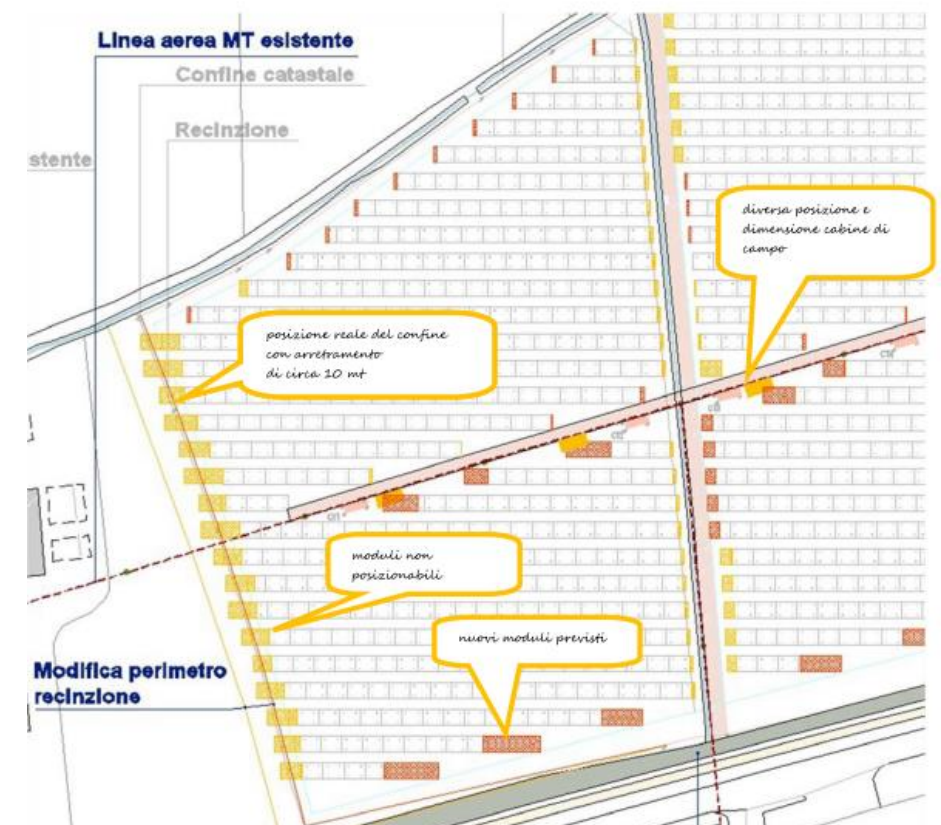 Linea aerea MT esistente
Confine catastale
Recinzione
stente
diversa posizione e
dimensione cabine di
campo
posizione reale del confine
con arretramento
di circa 10 mt
moduli non
posizionabili
nuovi moduli previsti
Modifica perimetro
recinzione